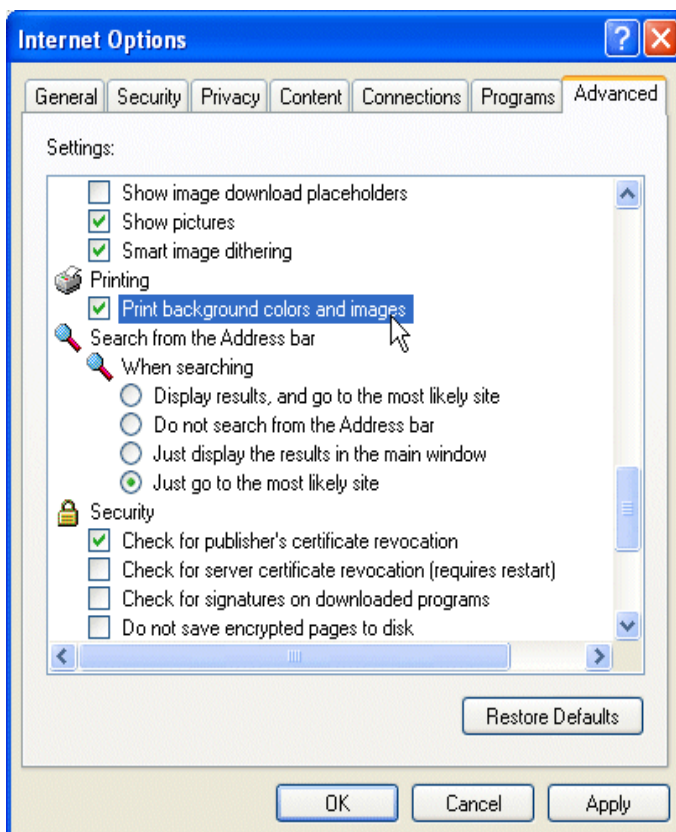 Internet Options
General Security Privacy Content Connections Programs Advanced
Settings:
Show image download placeholders
Show pictures
Smart image dithering
Printing
Print background colors and images
Search from the Address bar
When searching
Display results, and go to the most likely site
Do not search from the Address bar
Just display the results in the main window
Just go to the most likely site
Security
Check for publisher's certificate revocation
Check for server certificate revocation (requires restart)
Check for signatures on downloaded programs
Do not save encrypted pages to disk
Restore Defaults
OK Cancel Apply